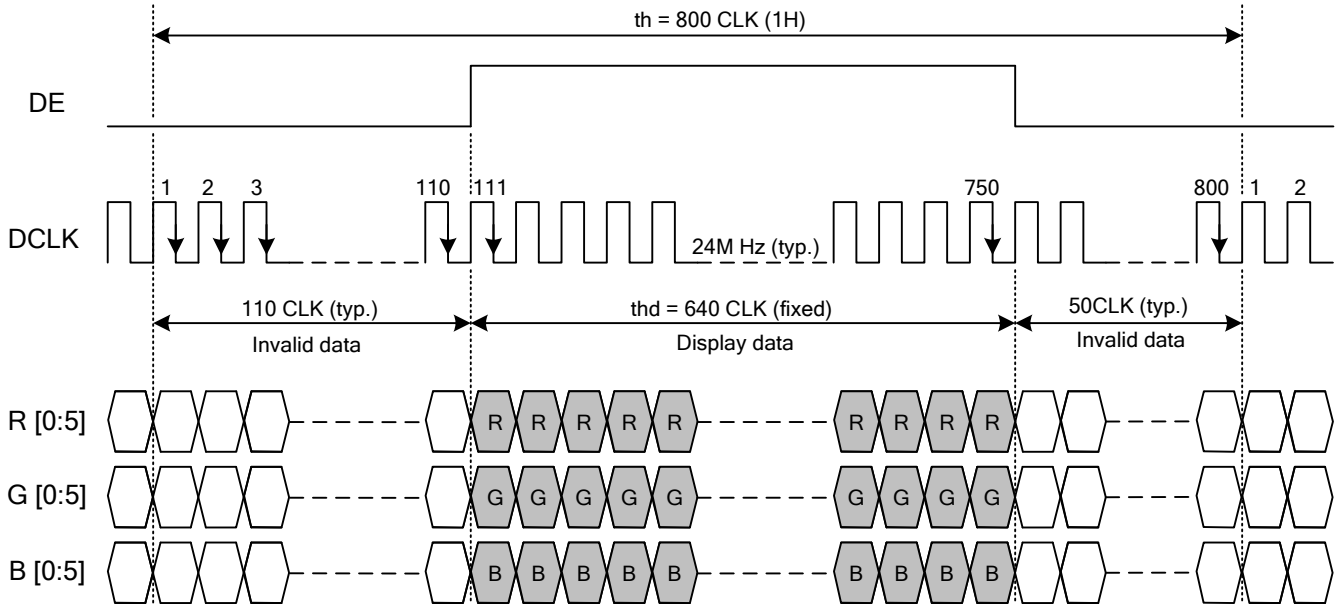 th = 800 CLK (1H)
DE
1 2 3 110 111 750 800 1 2
DCLK
24M Hz (typ.)
110 CLK (typ.) thd = 640 CLK (fixed) 50CLK (typ.)
Invalid data Display data Invalid data
R [0:5] R R R R R R R R R
G [0:5] G G G G G G G G G
B [0:5] B B B B B B B B B